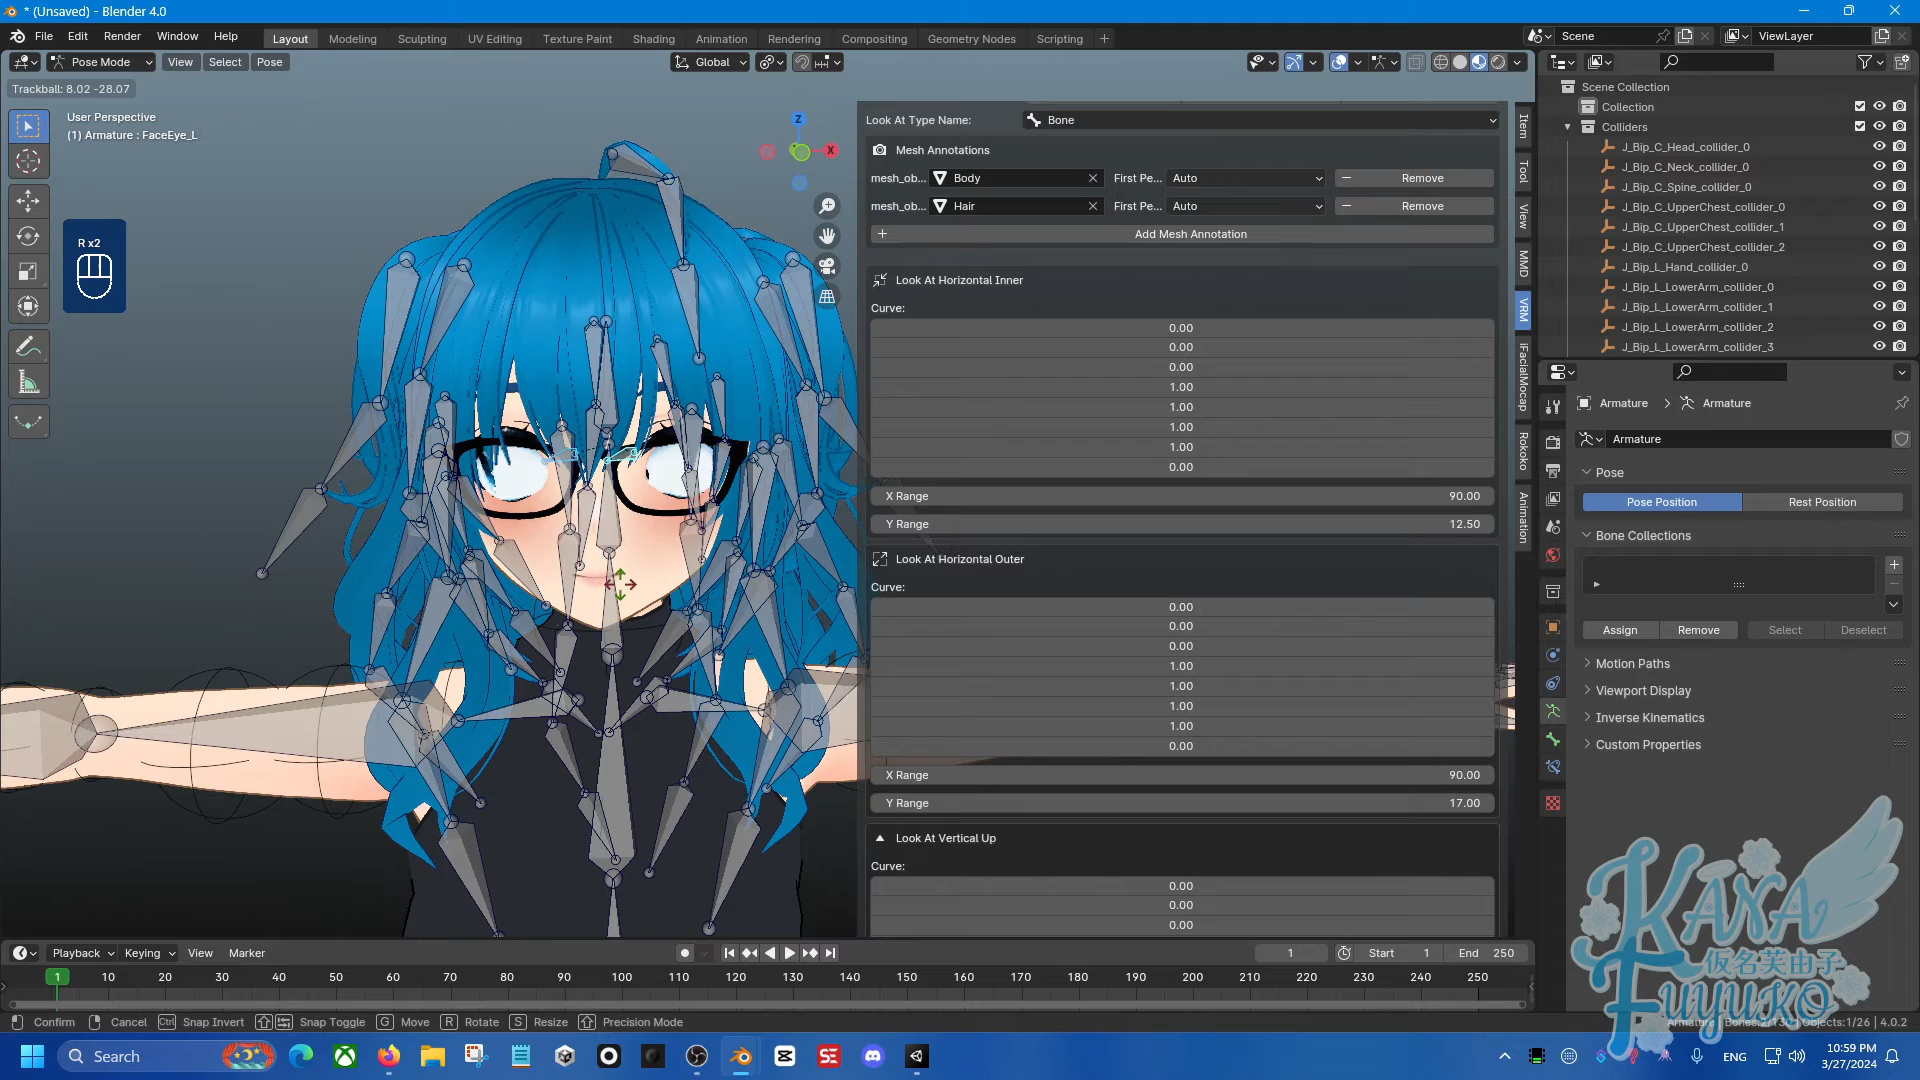 * (Unsaved) - Blender 4.0
File Edit Render Window Help
Layout Modeling Sculpting UV Editing Texture Paint Shading Animation Rendering Compositing Geometry Nodes Scripting +
Scene ViewLayer
Pose Mode View Select Pose Global
Trackball: 8.02 -28.07
User Perspective
(1) Armature : FaceEye_L
Z
X
R x2
Look At Type Name: Bone
Mesh Annotations
mesh_ob... Body First Pe... Auto Remove
mesh_ob... Hair First Pe... Auto Remove
Add Mesh Annotation
Look At Horizontal Inner
Curve:
0.00
0.00
0.00
1.00
1.00
1.00
1.00
0.00
X Range 90.00
Y Range 12.50
Look At Horizontal Outer
Curve:
0.00
0.00
0.00
1.00
1.00
1.00
1.00
0.00
X Range 90.00
Y Range 17.00
Look At Vertical Up
Curve:
0.00
0.00
0.00
Item
Tool
View
MMD
VRM
iFacialMocap
Rokoko
Animation
Scene Collection
Collection
Colliders
J_Bip_C_Head_collider_0
J_Bip_C_Neck_collider_0
J_Bip_C_Spine_collider_0
J_Bip_C_UpperChest_collider_0
J_Bip_C_UpperChest_collider_1
J_Bip_C_UpperChest_collider_2
J_Bip_L_Hand_collider_0
J_Bip_L_LowerArm_collider_0
J_Bip_L_LowerArm_collider_1
J_Bip_L_LowerArm_collider_2
J_Bip_L_LowerArm_collider_3
Armature > Armature
Armature
Pose
Pose Position Rest Position
Bone Collections
Assign Remove Select Deselect
Motion Paths
Viewport Display
Inverse Kinematics
Custom Properties
KANA
仮名芙由子
FUYUKO
Playback Keying View Marker
1 Start 1 End 250
1 10 20 30 40 50 60 70 80 90 100 110 120 130 140 150 160 170 180 190 200 210 220 230 240 250
Confirm Cancel Ctrl Snap Invert Snap Toggle G Move R Rotate S Resize Precision Mode
Armature | Bones:2/130 | Objects:1/26 | 4.0.2
Search
SE
ENG
10:59 PM
3/27/2024